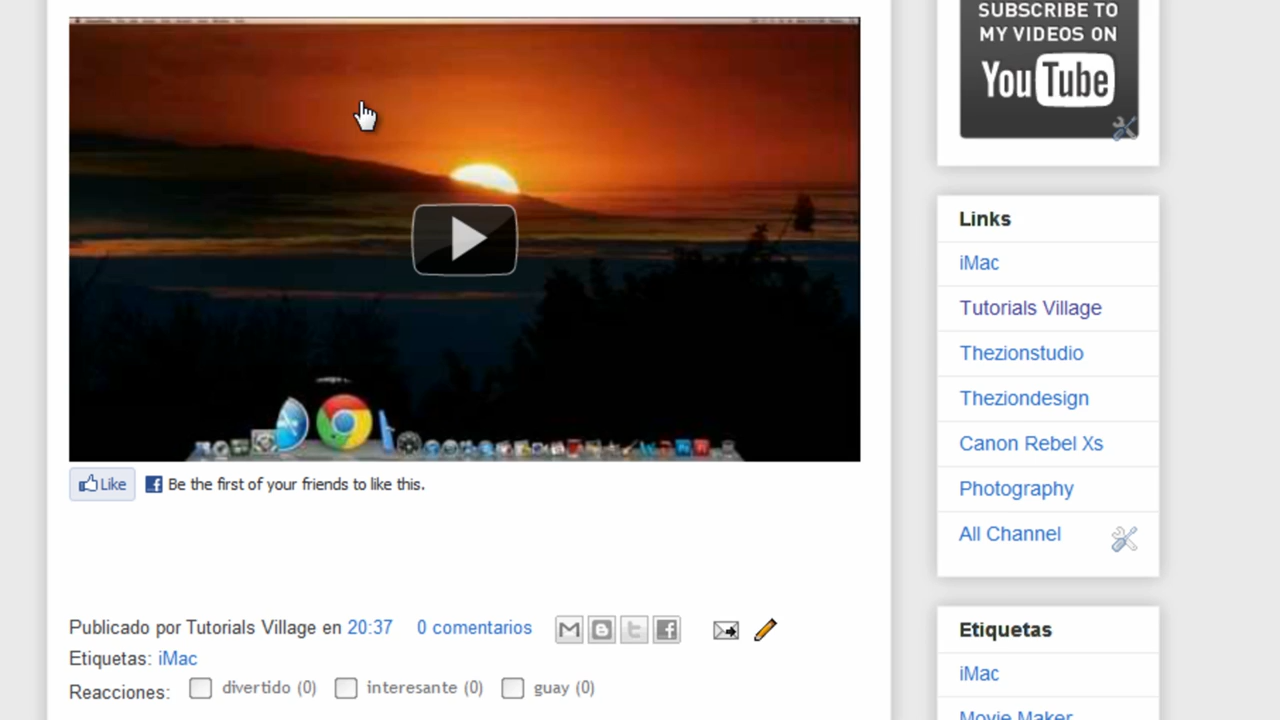 SUBSCRIBE TO
MY VIDEOS ON
YouTube
Links
iMac
Tutorials Village
Thezionstudio
Theziondesign
Canon Rebel Xs
Photography
All Channel
Like
Be the first of your friends to like this.
Publicado por Tutorials Village en 20:37 0 comentarios
Etiquetas: iMac
Reacciones: divertido (0) interesante (0) guay (0)
Etiquetas
iMac
Movie Maker